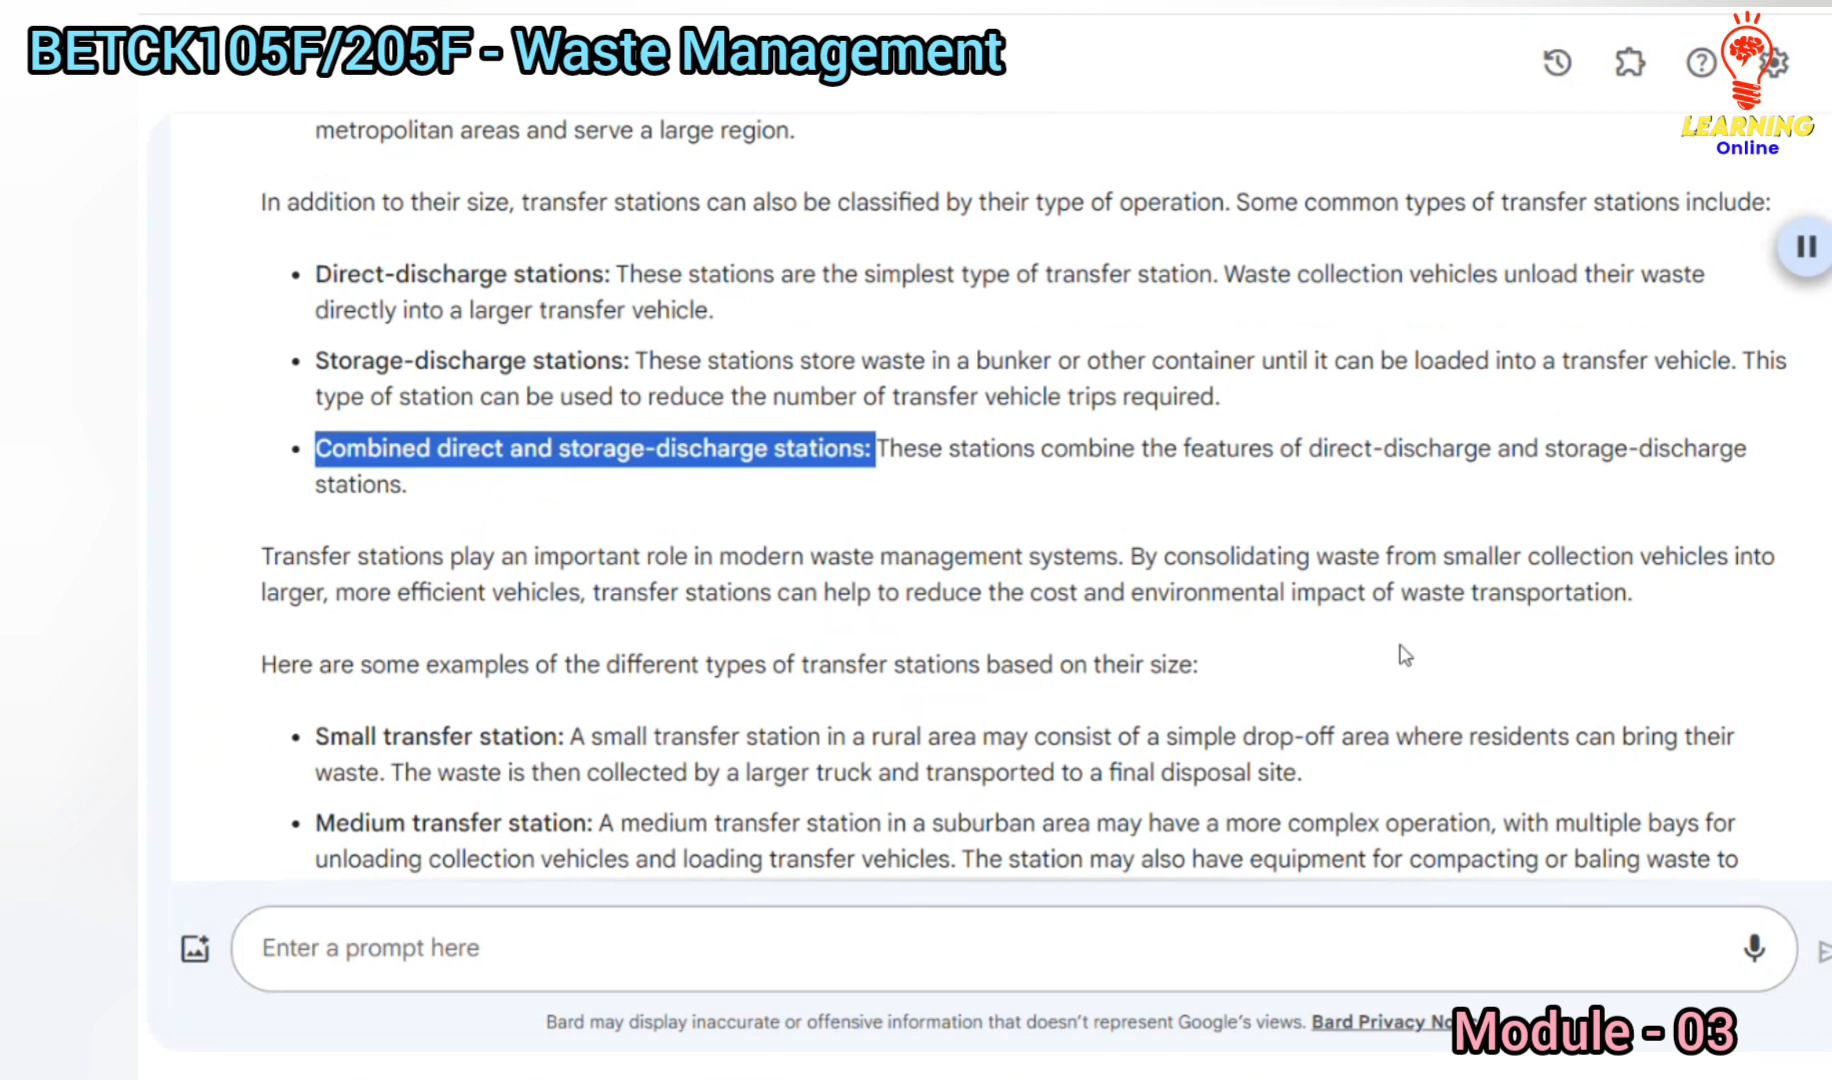 BETCK105F/205F - Waste Management
LEARNING
Online
metropolitan areas and serve a large region.
In addition to their size, transfer stations can also be classified by their type of operation. Some common types of transfer stations include:
• Direct-discharge stations: These stations are the simplest type of transfer station. Waste collection vehicles unload their waste
directly into a larger transfer vehicle.
• Storage-discharge stations: These stations store waste in a bunker or other container until it can be loaded into a transfer vehicle. This
type of station can be used to reduce the number of transfer vehicle trips required.
• Combined direct and storage-discharge stations: These stations combine the features of direct-discharge and storage-discharge
stations.
Transfer stations play an important role in modern waste management systems. By consolidating waste from smaller collection vehicles into
larger, more efficient vehicles, transfer stations can help to reduce the cost and environmental impact of waste transportation.
Here are some examples of the different types of transfer stations based on their size:
• Small transfer station: A small transfer station in a rural area may consist of a simple drop-off area where residents can bring their
waste. The waste is then collected by a larger truck and transported to a final disposal site.
• Medium transfer station: A medium transfer station in a suburban area may have a more complex operation, with multiple bays for
unloading collection vehicles and loading transfer vehicles. The station may also have equipment for compacting or baling waste to
Enter a prompt here
Bard may display inaccurate or offensive information that doesn't represent Google's views. Bard Privacy
Module - 03